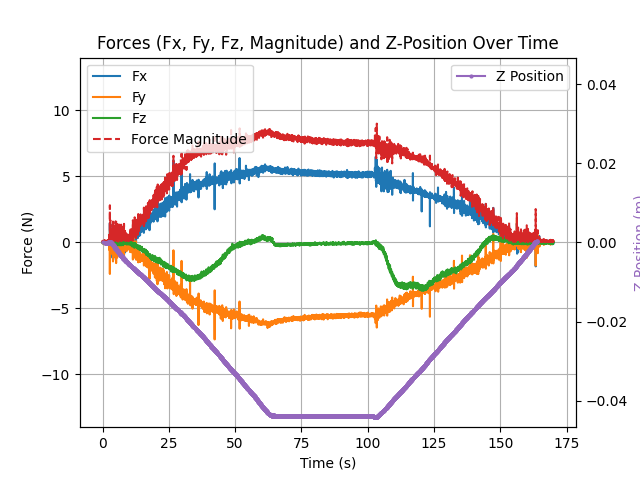 Forces (Fx, Fy, Fz, Magnitude) and Z-Position Over Time
Fx
Fy
Fz
Force Magnitude
Z Position
10
5
0
−5
−10
Force (N)
0.04
0.02
0.00
−0.02
−0.04
Z Position (m)
0
25
50
75
100
125
150
175
Time (s)